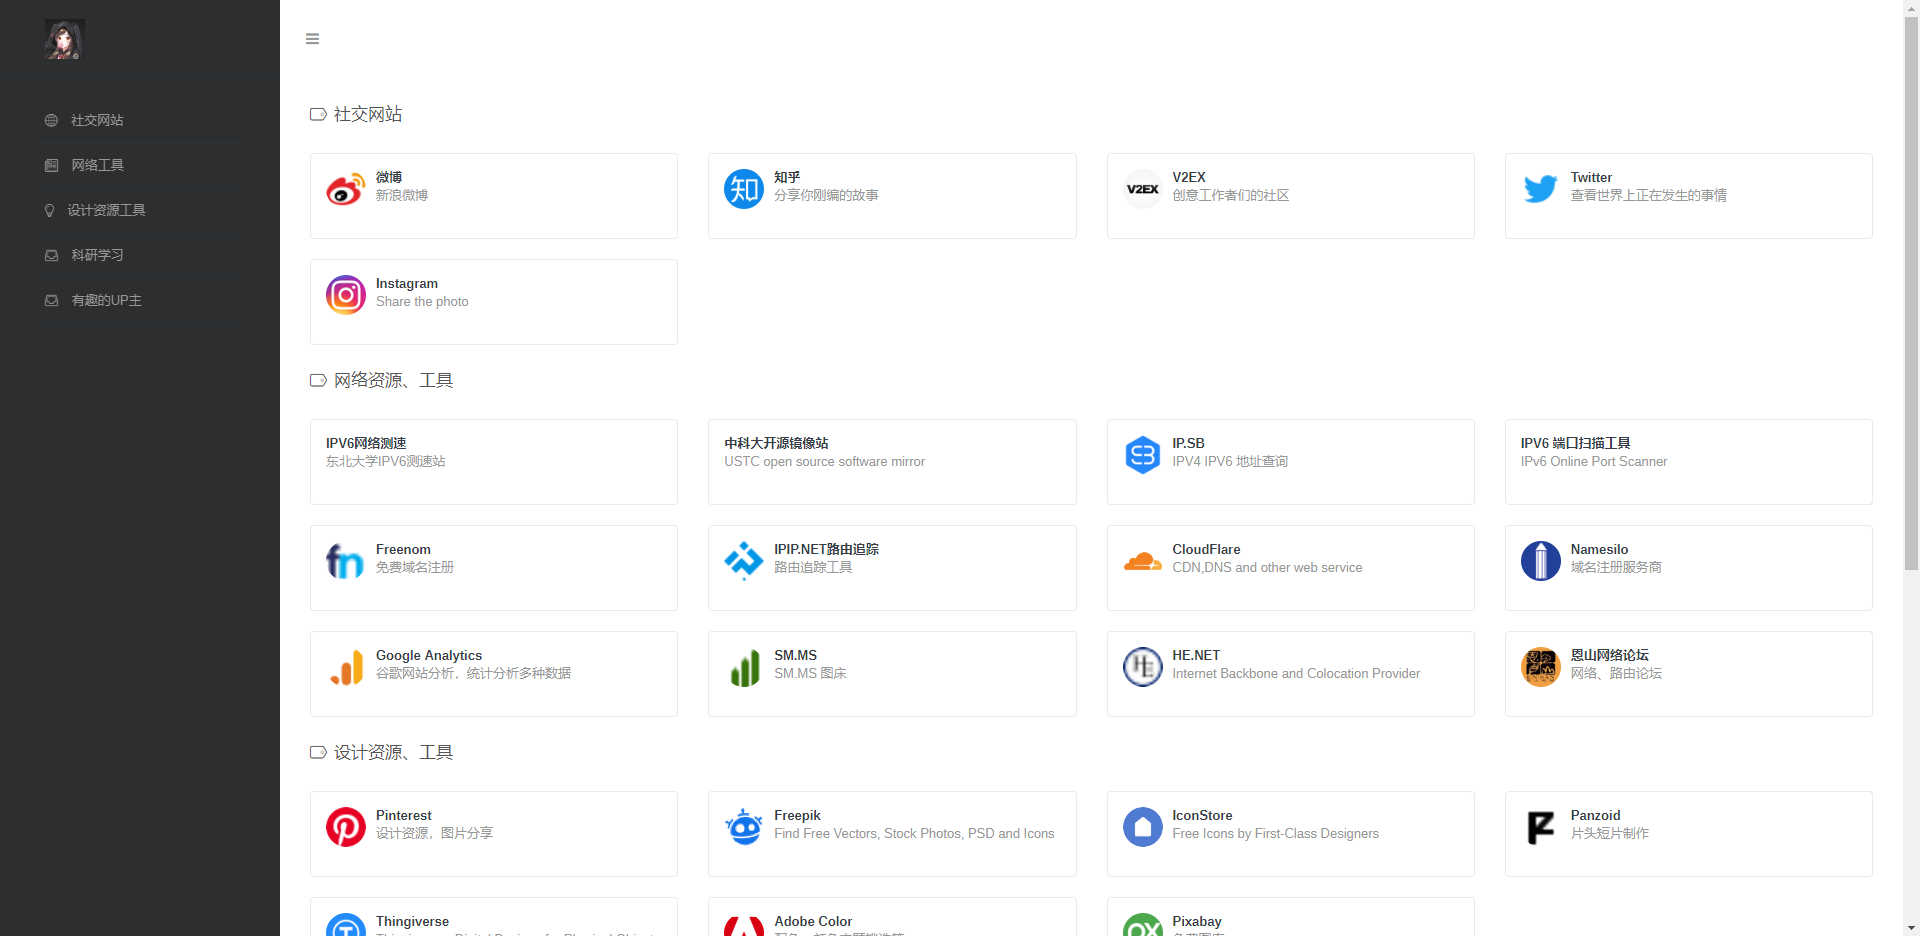 社交网站
网络工具
设计资源工具
科研学习
有趣的UP主
社交网站
微博
新浪微博
知乎
分享你刚编的故事
V2EX
V2EX
创意工作者们的社区
Twitter
查看世界上正在发生的事情
Instagram
Share the photo
网络资源、工具
IPV6网络测速
东北大学IPV6测速站
中科大开源镜像站
USTC open source software mirror
IP.SB
IPV4 IPV6 地址查询
IPV6 端口扫描工具
IPv6 Online Port Scanner
Freenom
免费域名注册
IPIP.NET路由追踪
路由追踪工具
CloudFlare
CDN,DNS and other web service
Namesilo
域名注册服务商
Google Analytics
谷歌网站分析，统计分析多种数据
SM.MS
SM.MS 图床
HE.NET
Internet Backbone and Colocation Provider
恩山网络论坛
网络、路由论坛
设计资源、工具
Pinterest
设计资源，图片分享
Freepik
Find Free Vectors, Stock Photos, PSD and Icons
IconStore
Free Icons by First-Class Designers
Panzoid
片头短片制作
Thingiverse
Adobe Color
Pixabay